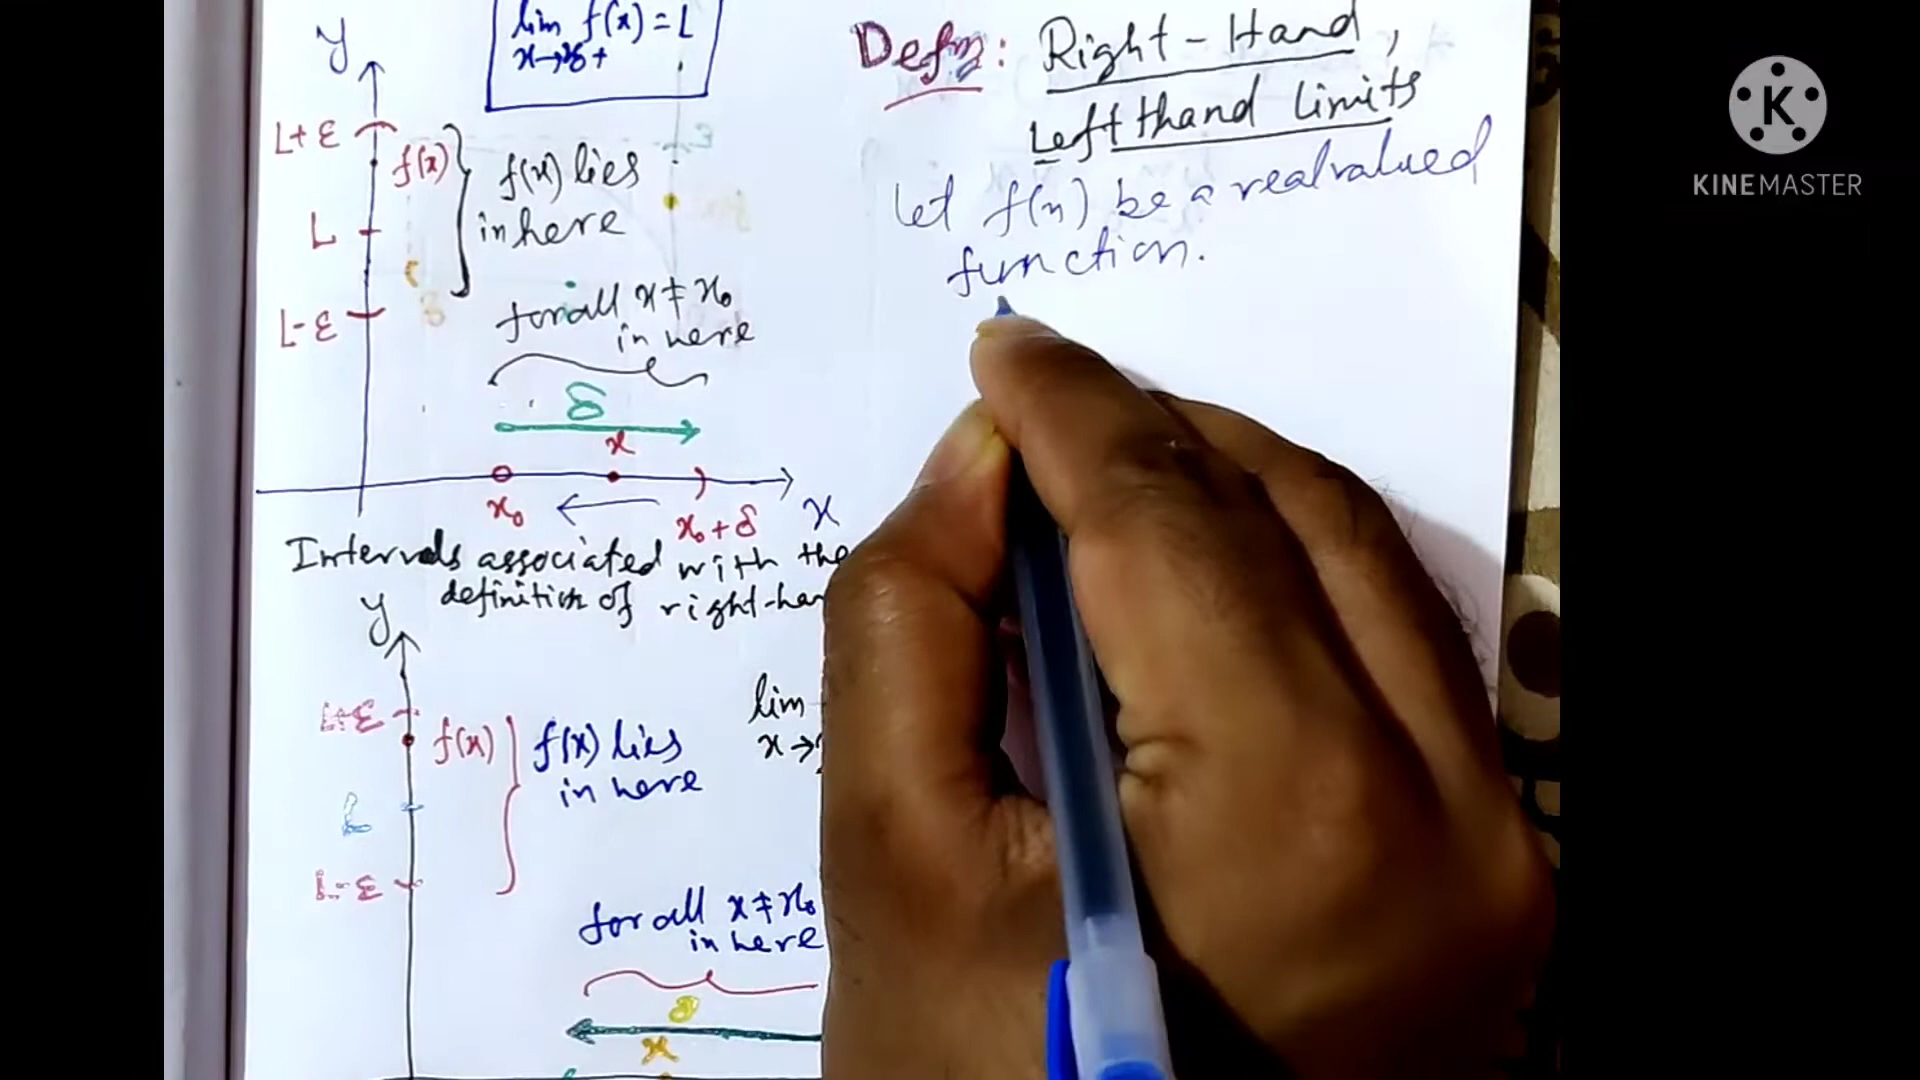 lim f(x) = L
x→x₀+
y
L+ε
f(x)
f(x) lies
in here
L
L-ε
for all x ≠ x₀
in here
δ
x
x₀
x₀+δ
x
Intervals associated with the
definition of right-han
y
L+ε
f(x)
f(x) lies
in here
lim
x→
L
L-ε
for all x ≠ x₀
in here
δ
x
Defn: Right-Hand,
Left hand Limits
Let f(x) be a real valued
function.
K
KINEMASTER